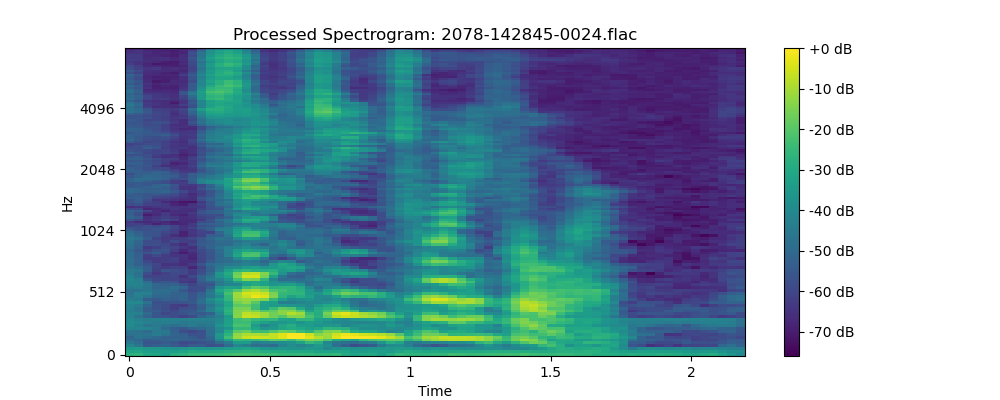 Processed Spectrogram: 2078-142845-0024.flac
+0 dB
-10 dB
-20 dB
-30 dB
-40 dB
-50 dB
-60 dB
-70 dB
4096
2048
1024
512
0
Hz
0
0.5
1
1.5
2
Time